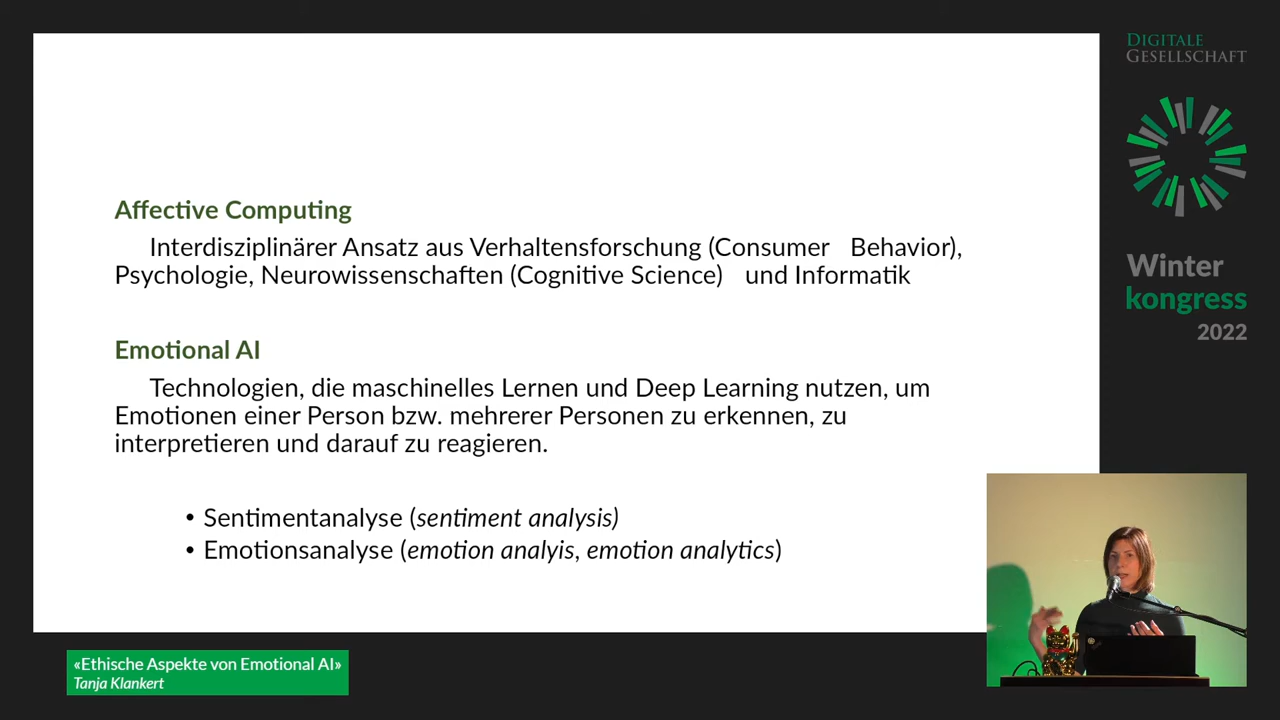 Affective Computing
Interdisziplinärer Ansatz aus Verhaltensforschung (Consumer Behavior),
Psychologie, Neurowissenschaften (Cognitive Science) und Informatik
Emotional AI
Technologien, die maschinelles Lernen und Deep Learning nutzen, um
Emotionen einer Person bzw. mehrerer Personen zu erkennen, zu
interpretieren und darauf zu reagieren.
• Sentimentanalyse (sentiment analysis)
• Emotionsanalyse (emotion analyis, emotion analytics)
DIGITALE
GESELLSCHAFT
Winter
kongress
2022
«Ethische Aspekte von Emotional AI»
Tanja Klankert